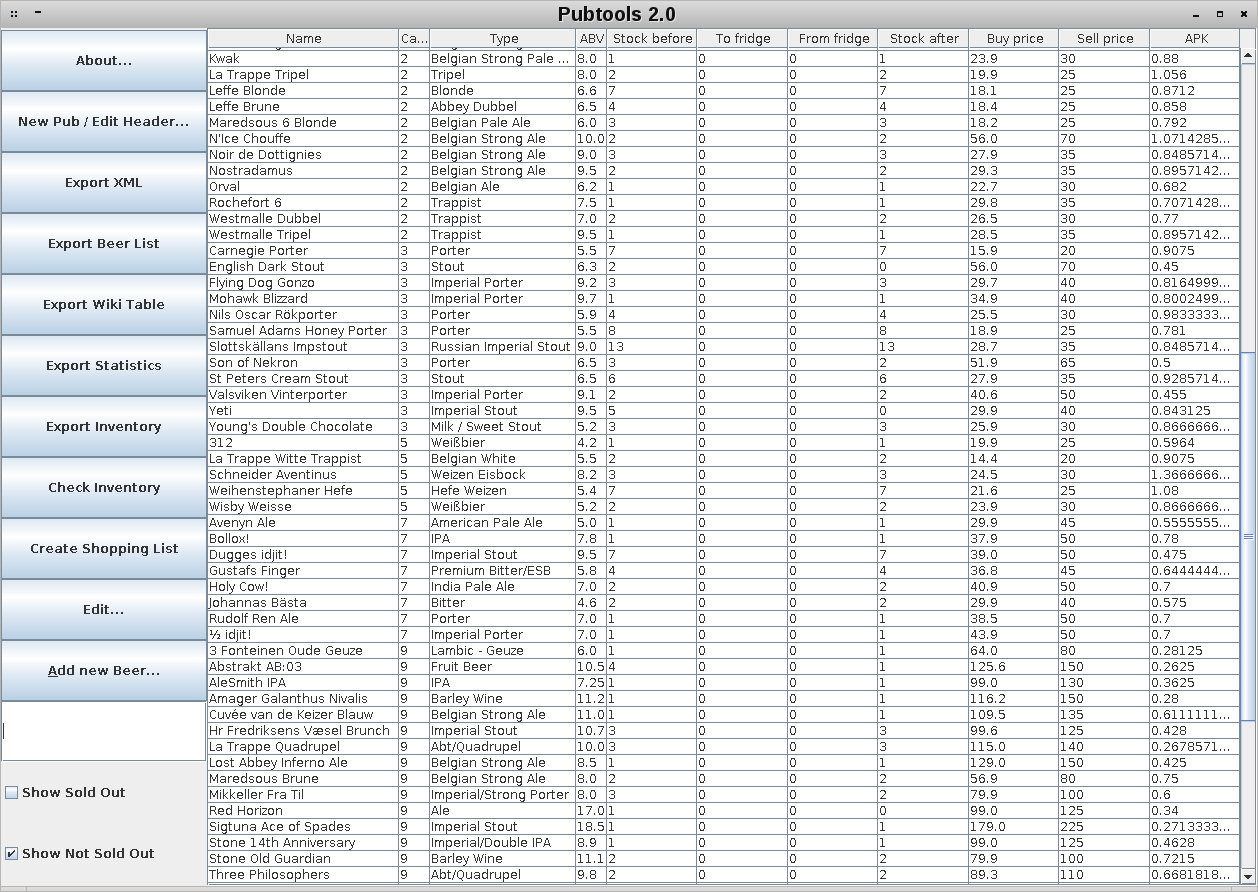 Pubtools 2.0
About...
New Pub / Edit Header...
Export XML
Export Beer List
Export Wiki Table
Export Statistics
Export Inventory
Check Inventory
Create Shopping List
Edit...
Add new Beer...
Show Sold Out
Show Not Sold Out
Name Ca... Type ABV Stock before To fridge From fridge Stock after Buy price Sell price APK
Kwak 2 Belgian Strong Pale ... 8.0 1 0 0 1 23.9 30 0.88
La Trappe Tripel 2 Tripel 8.0 2 0 0 2 19.9 25 1.056
Leffe Blonde 2 Blonde 6.6 7 0 0 7 18.1 25 0.8712
Leffe Brune 2 Abbey Dubbel 6.5 4 0 0 4 18.4 25 0.858
Maredsous 6 Blonde 2 Belgian Pale Ale 6.0 3 0 0 3 18.2 25 0.792
N'Ice Chouffe 2 Belgian Strong Ale 10.0 2 0 0 2 56.0 70 1.0714285...
Noir de Dottignies 2 Belgian Strong Ale 9.0 3 0 0 3 27.9 35 0.8485714...
Nostradamus 2 Belgian Strong Ale 9.5 2 0 0 2 29.3 35 0.8957142...
Orval 2 Belgian Ale 6.2 1 0 0 1 22.7 30 0.682
Rochefort 6 2 Trappist 7.5 1 0 0 1 29.8 35 0.7071428...
Westmalle Dubbel 2 Trappist 7.0 2 0 0 2 26.5 30 0.77
Westmalle Tripel 2 Trappist 9.5 1 0 0 1 28.5 35 0.8957142...
Carnegie Porter 3 Porter 5.5 7 0 0 7 15.9 20 0.9075
English Dark Stout 3 Stout 6.3 2 0 0 0 56.0 70 0.45
Flying Dog Gonzo 3 Imperial Porter 9.2 3 0 0 3 29.7 40 0.8164999...
Mohawk Blizzard 3 Imperial Porter 9.7 1 0 0 1 34.9 40 0.8002499...
Nils Oscar Rökporter 3 Porter 5.9 4 0 0 4 25.5 30 0.9833333...
Samuel Adams Honey Porter 3 Porter 5.5 8 0 0 8 18.9 25 0.781
Slottskällans Impstout 3 Russian Imperial Stout 9.0 13 0 0 13 28.7 35 0.8485714...
Son of Nekron 3 Porter 6.5 3 0 0 2 51.9 65 0.5
St Peters Cream Stout 3 Stout 6.5 6 0 0 6 27.9 35 0.9285714...
Valsviken Vinterporter 3 Imperial Porter 9.1 2 0 0 2 40.6 50 0.455
Yeti 3 Imperial Stout 9.5 5 0 0 0 29.9 40 0.843125
Young's Double Chocolate 3 Milk / Sweet Stout 5.2 3 0 0 3 25.9 30 0.8666666...
312 5 Weißbier 4.2 1 0 0 1 19.9 25 0.5964
La Trappe Witte Trappist 5 Belgian White 5.5 2 0 0 2 14.4 20 0.9075
Schneider Aventinus 5 Weizen Eisbock 8.2 3 0 0 3 24.5 30 1.3666666...
Weihenstephaner Hefe 5 Hefe Weizen 5.4 7 0 0 7 21.6 25 1.08
Wisby Weisse 5 Weißbier 5.2 2 0 0 2 23.9 30 0.8666666...
Avenyn Ale 7 American Pale Ale 5.0 1 0 0 1 29.9 45 0.5555555...
Bollox! 7 IPA 7.8 1 0 0 1 37.9 50 0.78
Dugges idjit! 7 Imperial Stout 9.5 7 0 0 7 39.0 50 0.475
Gustafs Finger 7 Premium Bitter/ESB 5.8 4 0 0 4 36.8 45 0.6444444...
Holy Cow! 7 India Pale Ale 7.0 2 0 0 2 40.9 50 0.7
Johannas Bästa 7 Bitter 4.6 2 0 0 2 29.9 40 0.575
Rudolf Ren Ale 7 Porter 7.0 1 0 0 1 38.5 50 0.7
½ idjit! 7 Imperial Porter 7.0 1 0 0 1 43.9 50 0.7
3 Fonteinen Oude Geuze 9 Lambic - Geuze 6.0 1 0 0 1 64.0 80 0.28125
Abstrakt AB:03 9 Fruit Beer 10.5 4 0 0 4 125.6 150 0.2625
AleSmith IPA 9 IPA 7.25 1 0 0 1 99.0 130 0.3625
Amager Galanthus Nivalis 9 Barley Wine 11.2 1 0 0 1 116.2 150 0.28
Cuvée van de Keizer Blauw 9 Belgian Strong Ale 11.0 1 0 0 1 109.5 135 0.6111111...
Hr Fredriksens Væsel Brunch 9 Imperial Stout 10.7 3 0 0 3 99.6 125 0.428
La Trappe Quadrupel 9 Abt/Quadrupel 10.0 3 0 0 3 115.0 140 0.2678571...
Lost Abbey Inferno Ale 9 Belgian Strong Ale 8.5 1 0 0 1 129.0 150 0.425
Maredsous Brune 9 Belgian Strong Ale 8.0 2 0 0 2 56.9 80 0.75
Mikkeller Fra Til 9 Imperial/Strong Porter 8.0 3 0 0 2 79.9 100 0.6
Red Horizon 9 Ale 17.0 1 0 0 0 99.0 125 0.34
Sigtuna Ace of Spades 9 Imperial Stout 18.5 1 0 0 1 179.0 225 0.2713333...
Stone 14th Anniversary 9 Imperial/Double IPA 8.9 1 0 0 1 99.0 125 0.4628
Stone Old Guardian 9 Barley Wine 11.1 2 0 0 2 79.9 100 0.7215
Three Philosophers 9 Abt/Quadrupel 9.8 2 0 0 2 89.3 110 0.6681818...